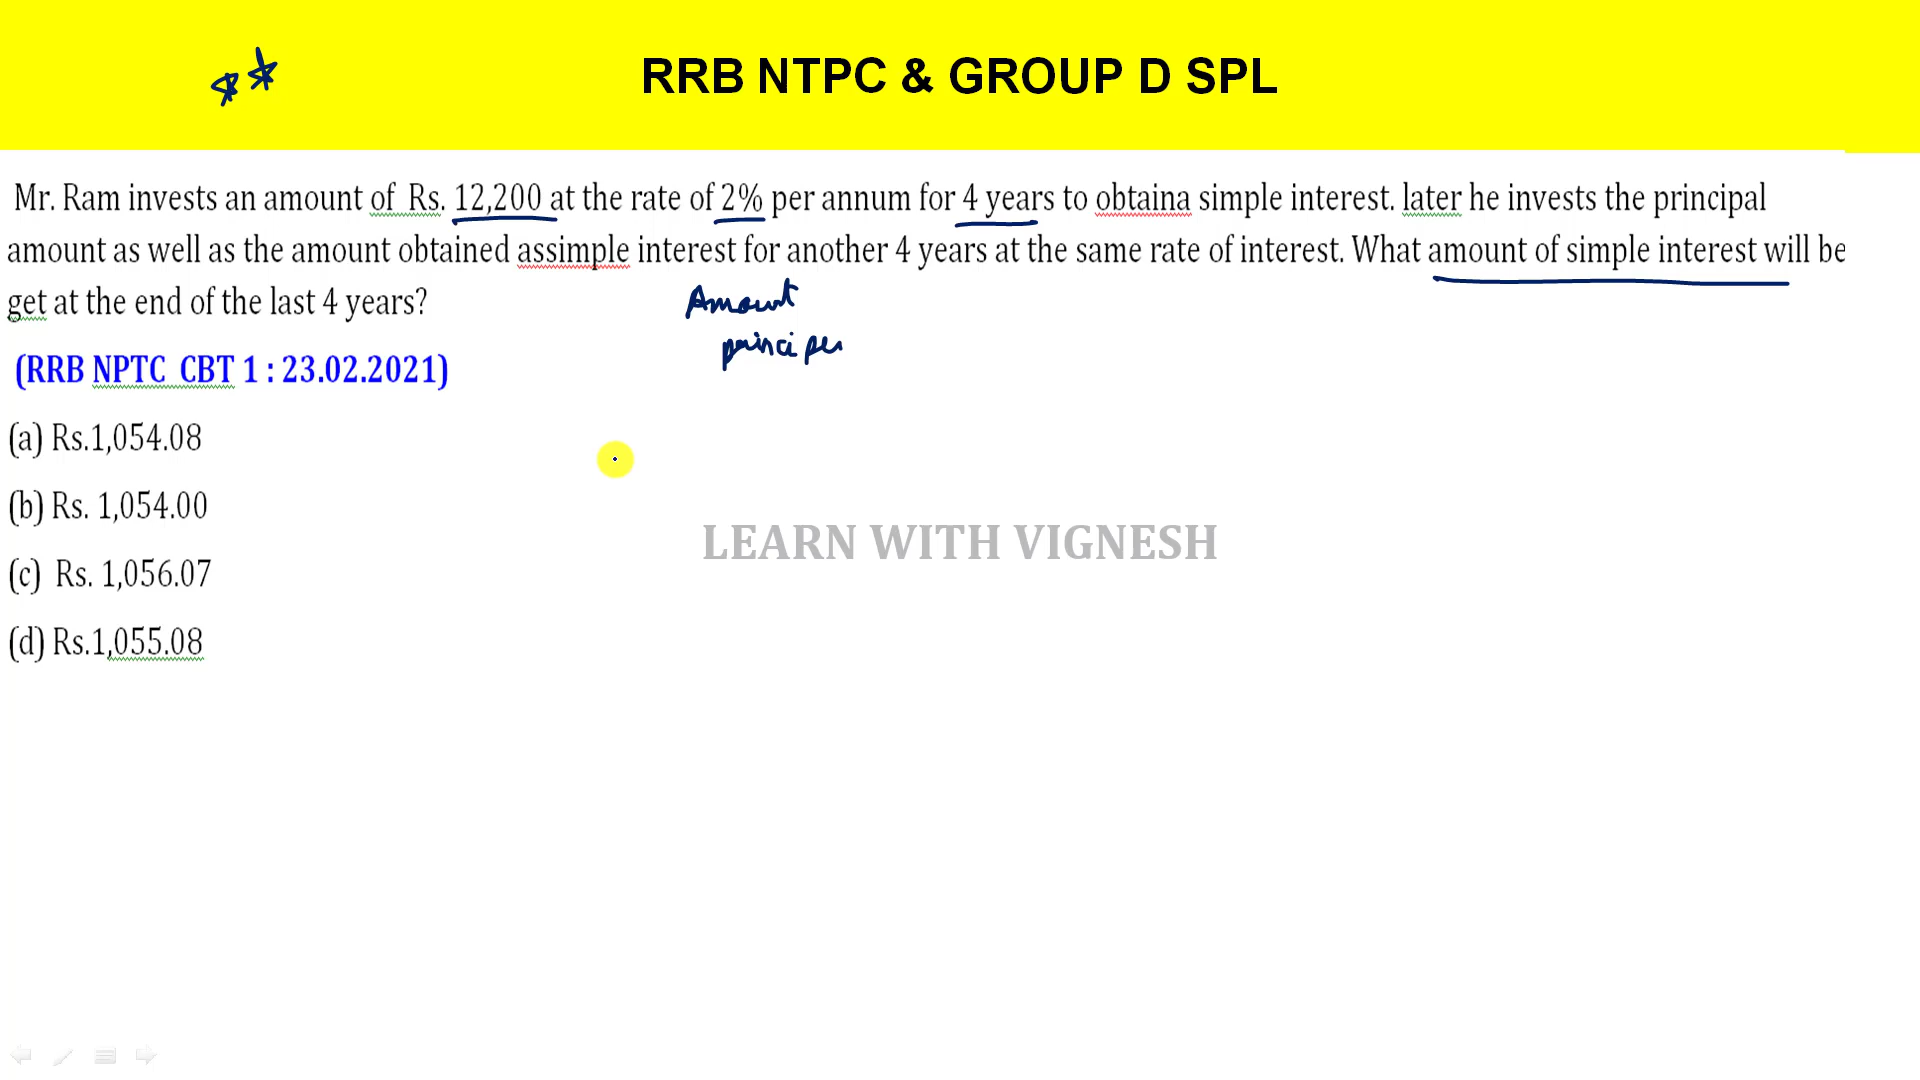 RRB NTPC & GROUP D SPL
Mr. Ram invests an amount of Rs. 12,200 at the rate of 2% per annum for 4 years to obtaina simple interest. later he invests the principal
amount as well as the amount obtained assimple interest for another 4 years at the same rate of interest. What amount of simple interest will be
get at the end of the last 4 years?
Amount
principer
(RRB NPTC CBT 1 : 23.02.2021)
(a) Rs.1,054.08
(b) Rs. 1,054.00
LEARN WITH VIGNESH
(c) Rs. 1,056.07
(d) Rs.1,055.08